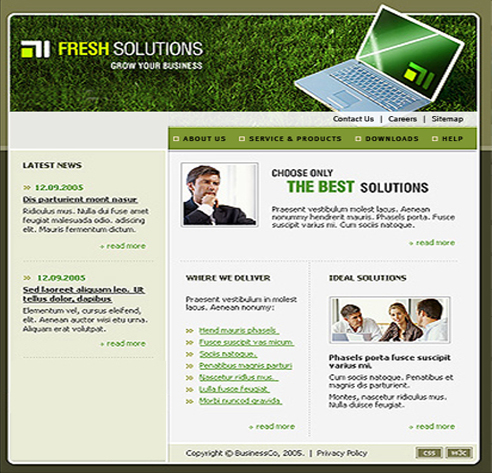 FRESH SOLUTIONS
GROW YOUR BUSINESS
Contact Us | Careers | Sitemap
ABOUT US
SERVICE & PRODUCTS
DOWNLOADS
HELP
LATEST NEWS
» 12.09.2005
Dis parturient mont nasur
Ridiculus mus. Nulla dui fuse amet
feugiat malesuada odio. adiscing
elit. Mauris fermentum dictum.
» read more
» 12.09.2005
Sed laoreet aliquam leo. Ut
tellus dolor, dapibus
Elementum vel, cursus eleifend,
elit. Aenean auctor wisi etu urna.
Aliquam erat volutpat.
» read more
CHOOSE ONLY
THE BEST SOLUTIONS
Praesent vestibulum molest lacus. Aenean
nonummy hendrerit mauris. Phasels porta. Fusce
suscipit varius mi. Cum sociis natoque.
» read more
WHERE WE DELIVER
Praesent vestibulum in molest
lacus. Aenean nonumy:
» Hend mauris phasels
» Fusce suscipit vas micum
» Sociis natoque.
» Penatibus magnis parturi
» Nascetur ridlus mus.
» Lulla fusce feugiat
» Morbi nuncod gravida
» read more
IDEAL SOLUTIONS
Phasels porta fusce suscipit
varius mi.
Cum sociis natoque. Penatibus et
magnis dis parturient.
Montes, nascetur ridiculus mus.
Nulla duisce feugiat.
» read more
Copyright © BusinessCo, 2005. | Privacy Policy
CSS
W3C